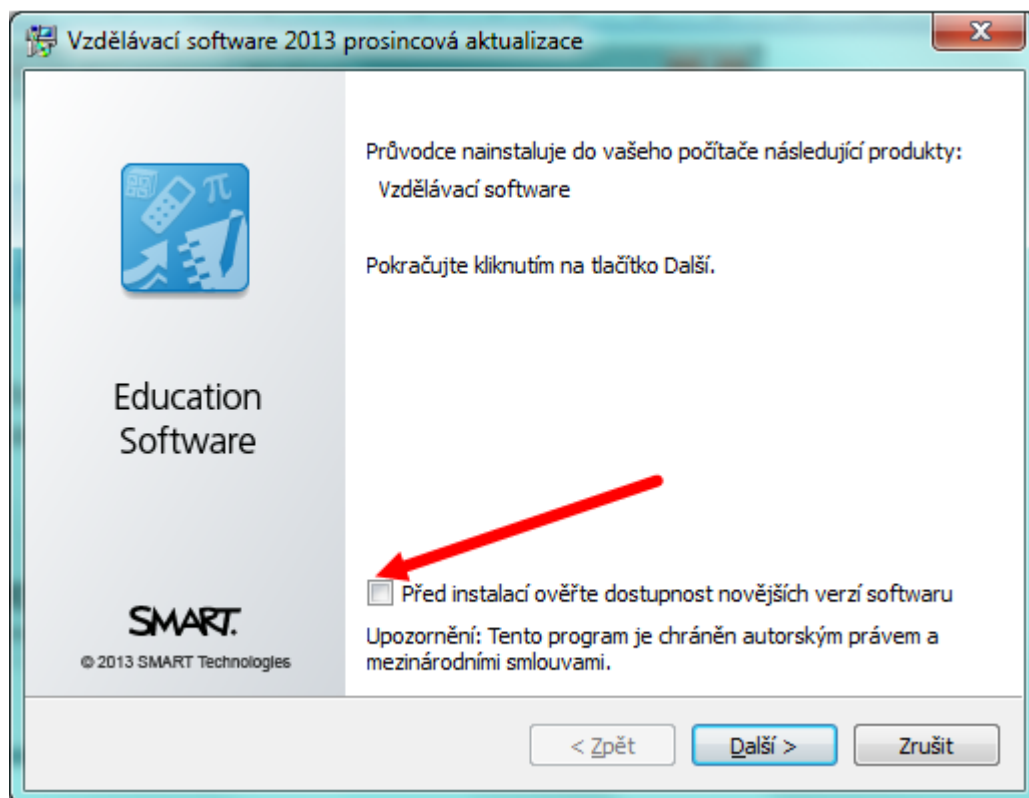 Vzdělávací software 2013 prosincová aktualizace
Průvodce nainstaluje do vašeho počítače následující produkty:
Vzdělávací software
Pokračujte kliknutím na tlačítko Další.
π
Education
Software
Před instalací ověřte dostupnost novějších verzí softwaru
SMART.
Upozornění: Tento program je chráněn autorským právem a
mezinárodními smlouvami.
© 2013 SMART Technologies
< Zpět
Další >
Zrušit